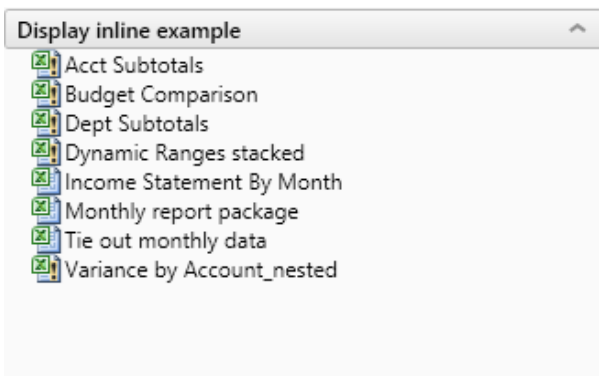 Display inline example
Acct Subtotals
Budget Comparison
Dept Subtotals
Dynamic Ranges stacked
Income Statement By Month
Monthly report package
Tie out monthly data
Variance by Account_nested